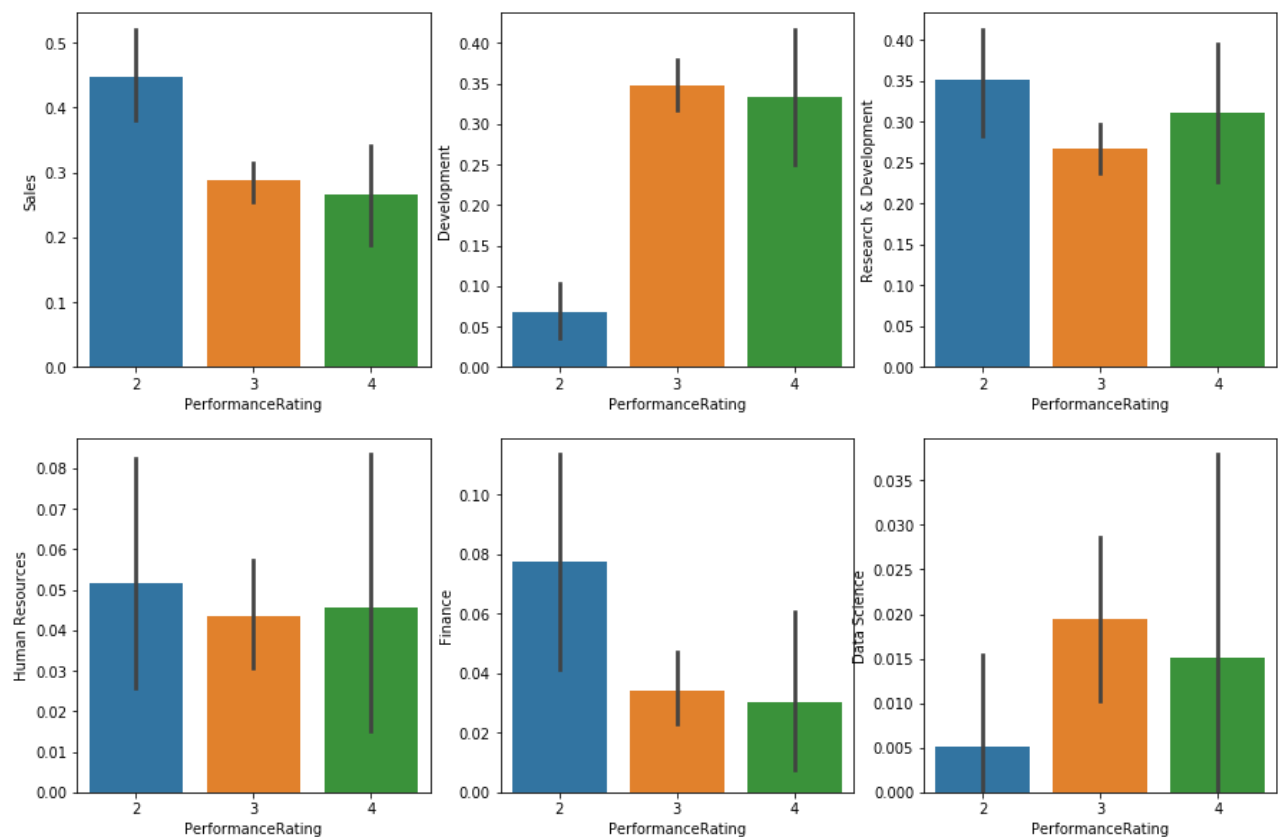 Sales
0.5
0.4
0.3
0.2
0.1
0.0
2 3 4
PerformanceRating
Development
0.40
0.35
0.30
0.25
0.20
0.15
0.10
0.05
0.00
2 3 4
PerformanceRating
Research & Development
0.40
0.35
0.30
0.25
0.20
0.15
0.10
0.05
0.00
2 3 4
PerformanceRating
Human Resources
0.08
0.07
0.06
0.05
0.04
0.03
0.02
0.01
0.00
2 3 4
PerformanceRating
Finance
0.10
0.08
0.06
0.04
0.02
0.00
2 3 4
PerformanceRating
Data Science
0.035
0.030
0.025
0.020
0.015
0.010
0.005
0.000
2 3 4
PerformanceRating